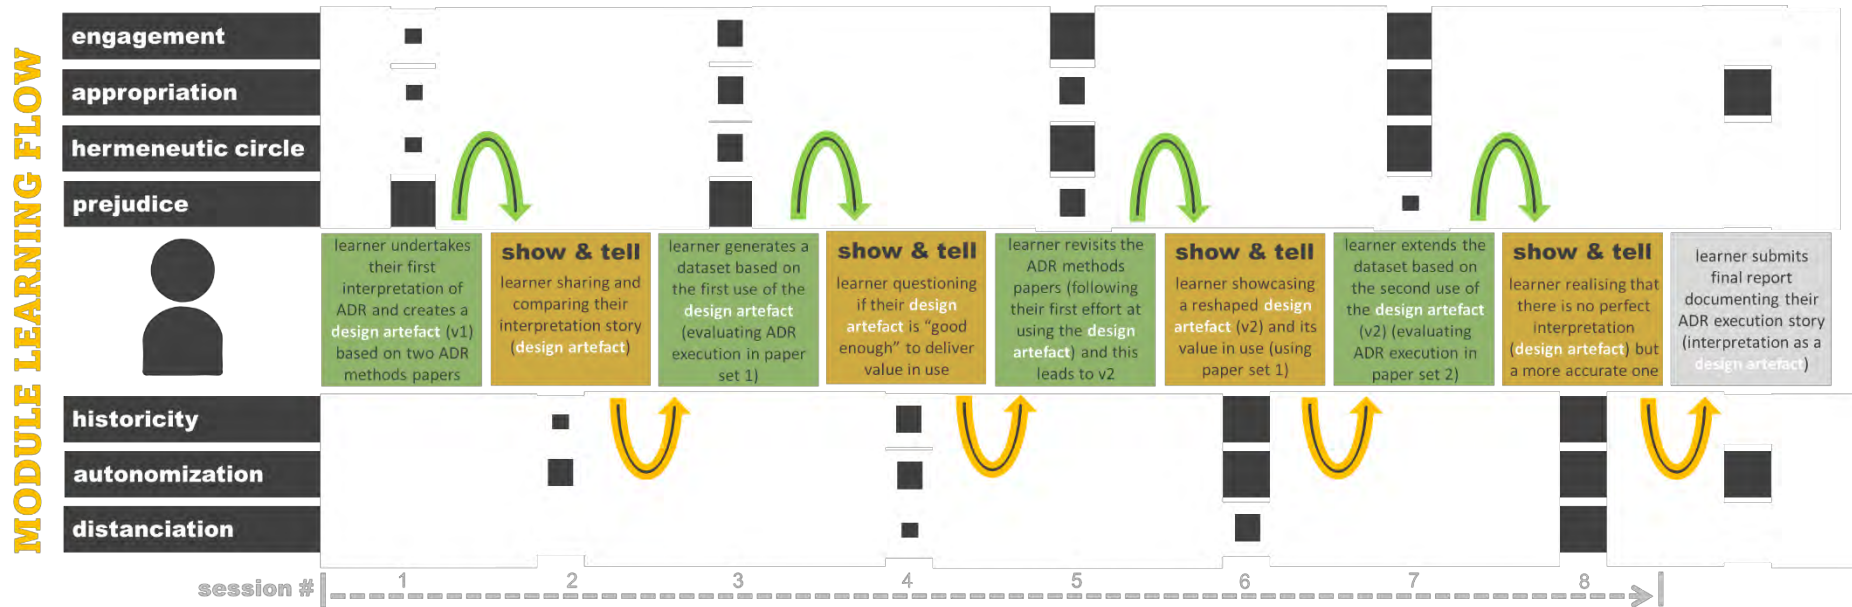 MODULE LEARNING FLOW
engagement
appropriation
hermeneutic circle
prejudice
learner undertakes
their first
interpretation of
ADR and creates a
design artefact (v1)
based on two ADR
methods papers
show & tell
learner sharing and
comparing their
interpretation story
(design artefact)
learner generates a
dataset based on
the first use of the
design artefact
(evaluating ADR
execution in paper
set 1)
show & tell
learner questioning
if their design
artefact is “good
enough” to deliver
value in use
learner revisits the
ADR methods
papers (following
their first effort at
using the design
artefact) and this
leads to v2
show & tell
learner showcasing
a reshaped design
artefact (v2) and its
value in use (using
paper set 1)
learner extends the
dataset based on
the second use of
the design artefact
(v2) (evaluating
ADR execution in
paper set 2)
show & tell
learner realising that
there is no perfect
interpretation
(design artefact) but
a more accurate one
learner submits
final report
documenting their
ADR execution story
(interpretation as a
design artefact)
historicity
autonomization
distanciation
session #
1
2
3
4
5
6
7
8